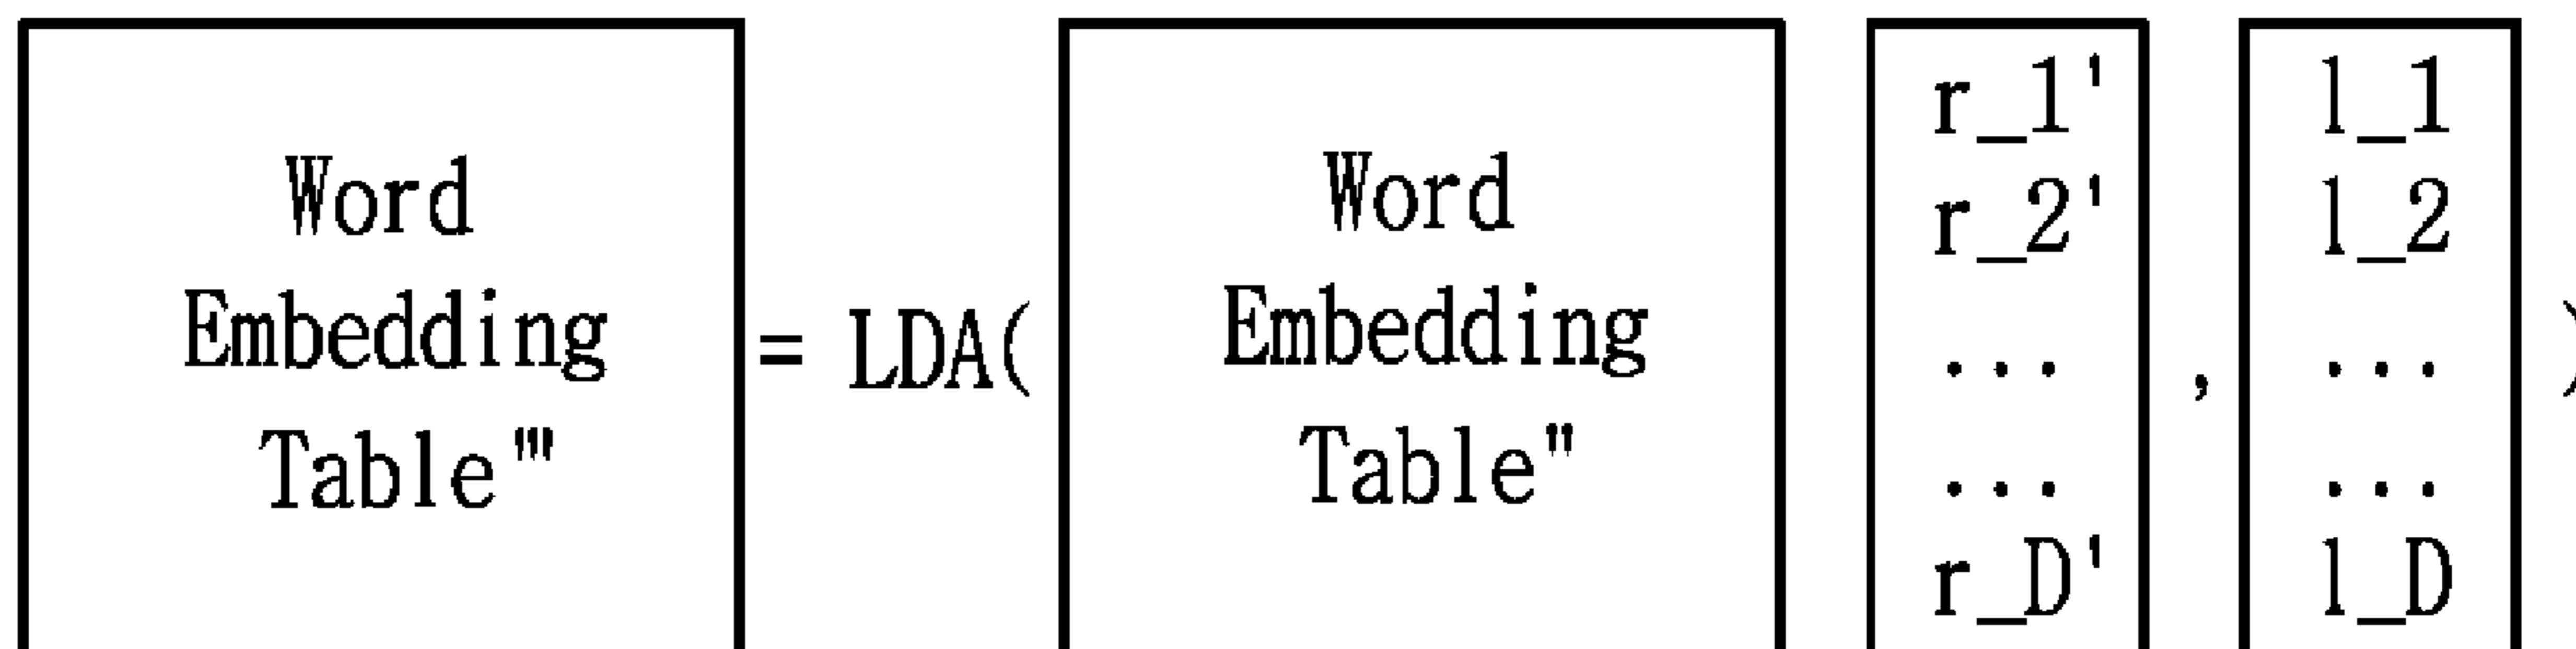 Word
Embedding
Table'''
= LDA(
Word
Embedding
Table"
r_1'
r_2'
...
...
r_D'
,
l_1
l_2
...
...
l_D
)